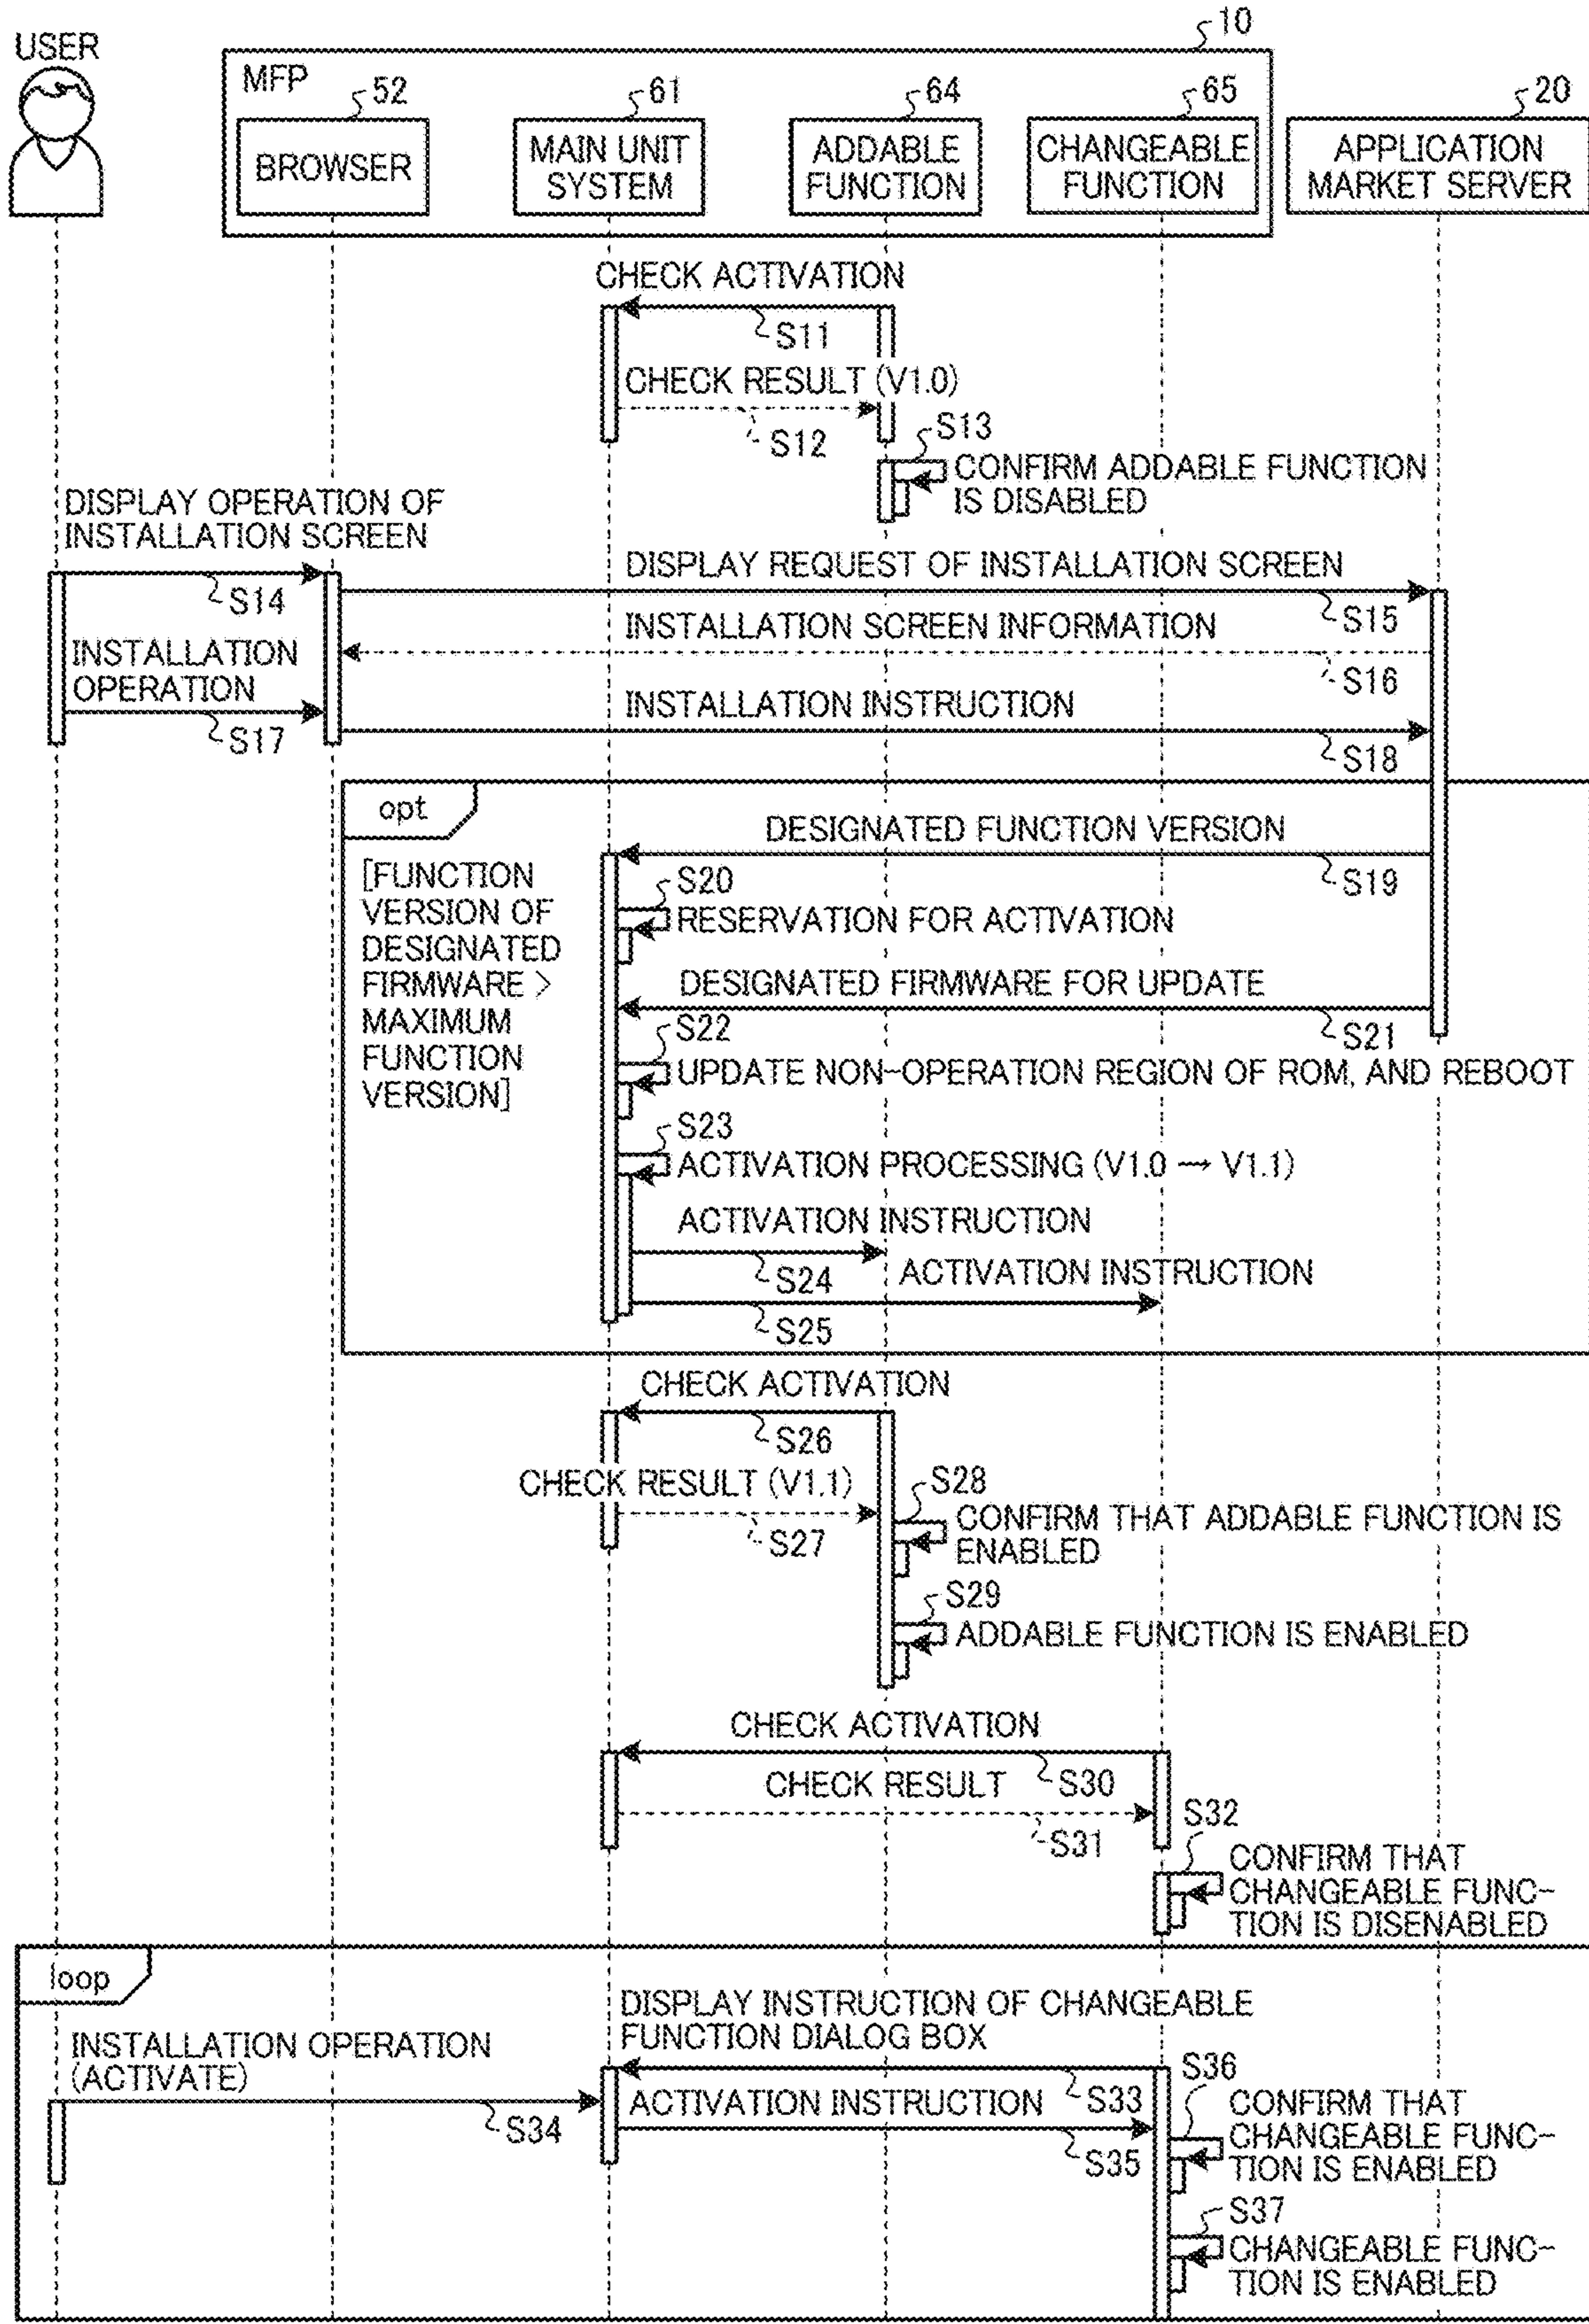 USER
10
MFP
52
61
64
65
20
BROWSER
MAIN UNIT
SYSTEM
ADDABLE
FUNCTION
CHANGEABLE
FUNCTION
APPLICATION
MARKET SERVER
CHECK ACTIVATION
S11
CHECK RESULT (V1.0)
S12
S13
CONFIRM ADDABLE FUNCTION
IS DISABLED
DISPLAY OPERATION OF
INSTALLATION SCREEN
S14
DISPLAY REQUEST OF INSTALLATION SCREEN
S15
INSTALLATION SCREEN INFORMATION
S16
INSTALLATION
OPERATION
S17
INSTALLATION INSTRUCTION
S18
opt
[FUNCTION
VERSION OF
DESIGNATED
FIRMWARE >
MAXIMUM
FUNCTION
VERSION]
DESIGNATED FUNCTION VERSION
S19
S20
RESERVATION FOR ACTIVATION
DESIGNATED FIRMWARE FOR UPDATE
S21
S22
UPDATE NON-OPERATION REGION OF ROM, AND REBOOT
S23
ACTIVATION PROCESSING (V1.0 → V1.1)
ACTIVATION INSTRUCTION
S24
ACTIVATION INSTRUCTION
S25
CHECK ACTIVATION
S26
CHECK RESULT (V1.1)
S27
S28
CONFIRM THAT ADDABLE FUNCTION IS
ENABLED
S29
ADDABLE FUNCTION IS ENABLED
CHECK ACTIVATION
S30
CHECK RESULT
S31
S32
CONFIRM THAT
CHANGEABLE FUNC-
TION IS DISENABLED
loop
DISPLAY INSTRUCTION OF CHANGEABLE
FUNCTION DIALOG BOX
S33
INSTALLATION OPERATION
(ACTIVATE)
S34
ACTIVATION INSTRUCTION
S35
S36
CONFIRM THAT
CHANGEABLE FUNC-
TION IS ENABLED
S37
CHANGEABLE FUNC-
TION IS ENABLED